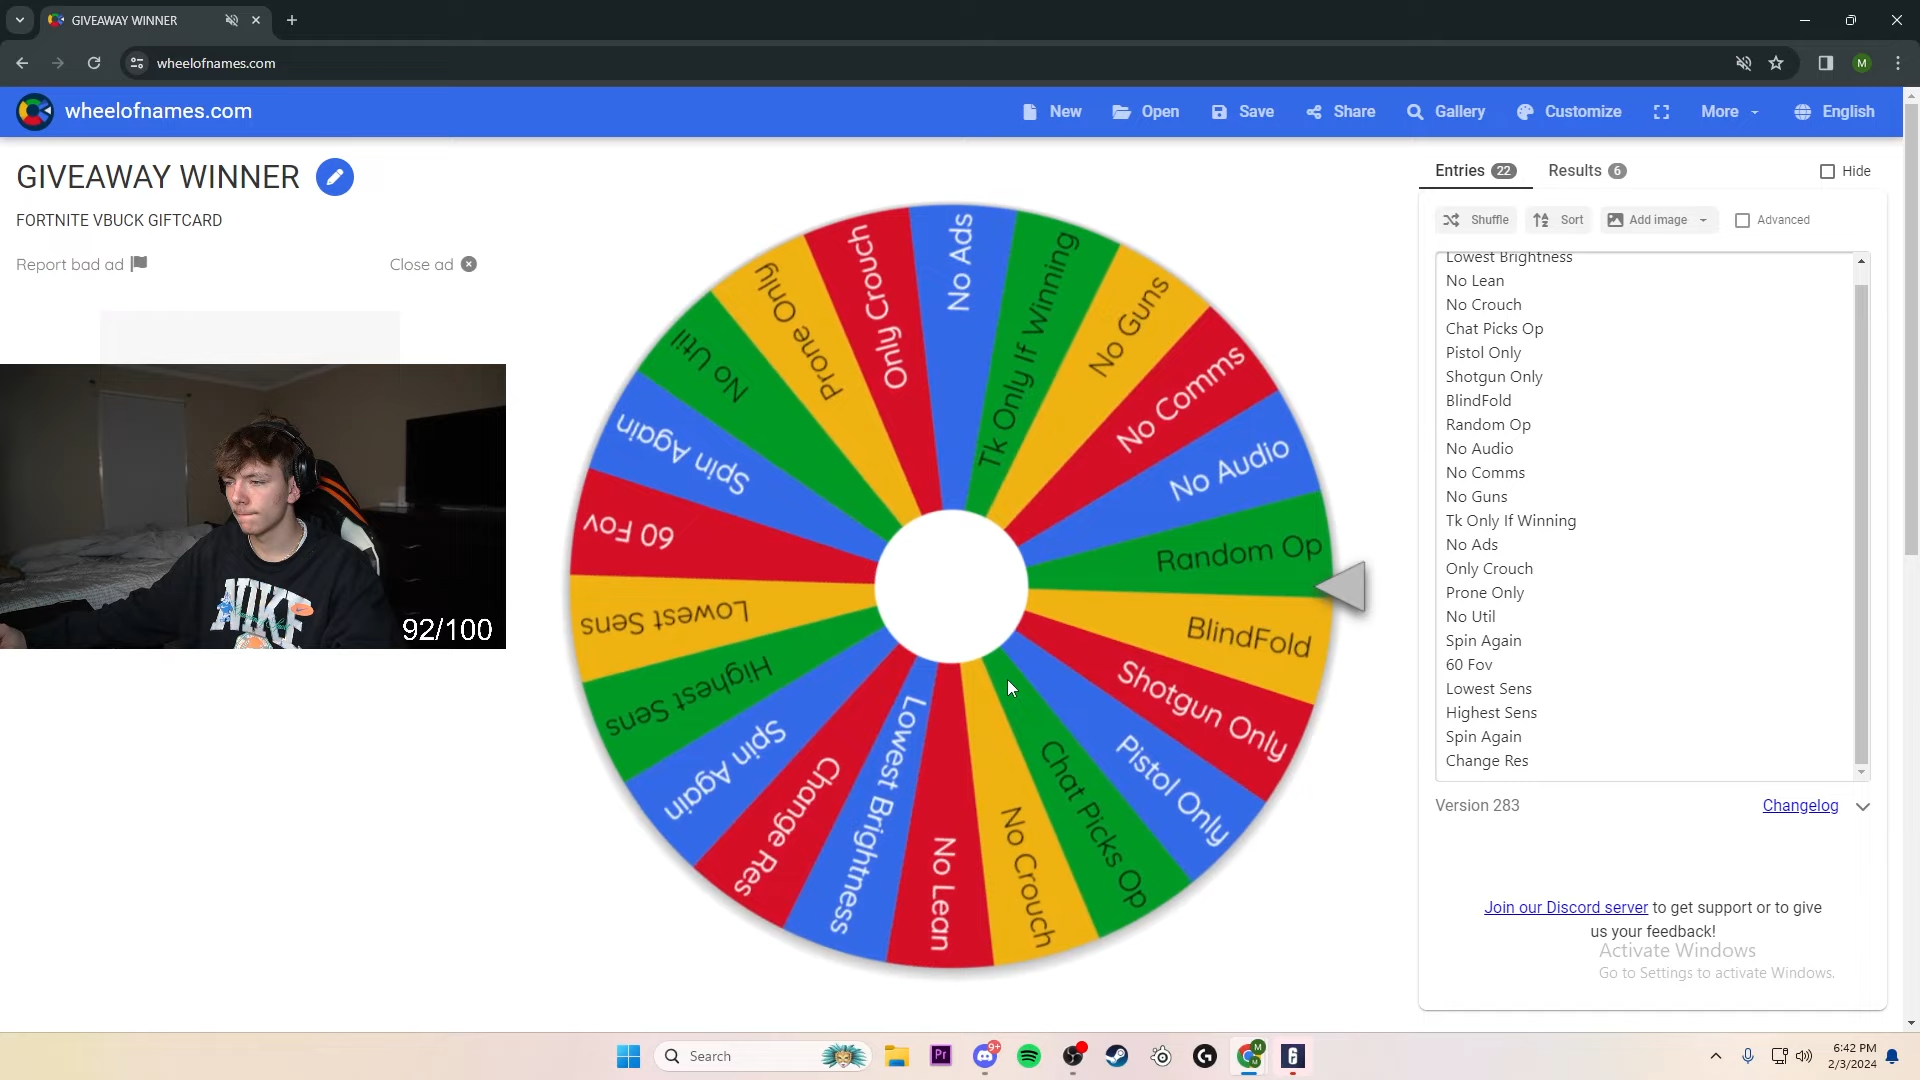 GIVEAWAY WINNER
wheelofnames.com
wheelofnames.com
New
Open
Save
Share
Gallery
Customize
More
English
GIVEAWAY WINNER
FORTNITE VBUCK GIFTCARD
Report bad ad
Close ad
NIKE
92/100
No Ads
Tk Only If Winning
No Guns
No Comms
No Audio
Random Op
BlindFold
Shotgun Only
Pistol Only
Chat Picks Op
No Crouch
No Lean
Lowest Brightness
Change Res
Spin Again
Highest Sens
Lowest Sens
60 Fov
Spin Again
No Util
Prone Only
Only Crouch
Entries 22
Results 6
Hide
Shuffle
Sort
Add image
Advanced
Lowest Brightness
No Lean
No Crouch
Chat Picks Op
Pistol Only
Shotgun Only
BlindFold
Random Op
No Audio
No Comms
No Guns
Tk Only If Winning
No Ads
Only Crouch
Prone Only
No Util
Spin Again
60 Fov
Lowest Sens
Highest Sens
Spin Again
Change Res
Version 283
Changelog
Join our Discord server to get support or to give
us your feedback!
Activate Windows
Go to Settings to activate Windows.
Search
Pr
9+
M
6
6:42 PM
2/3/2024